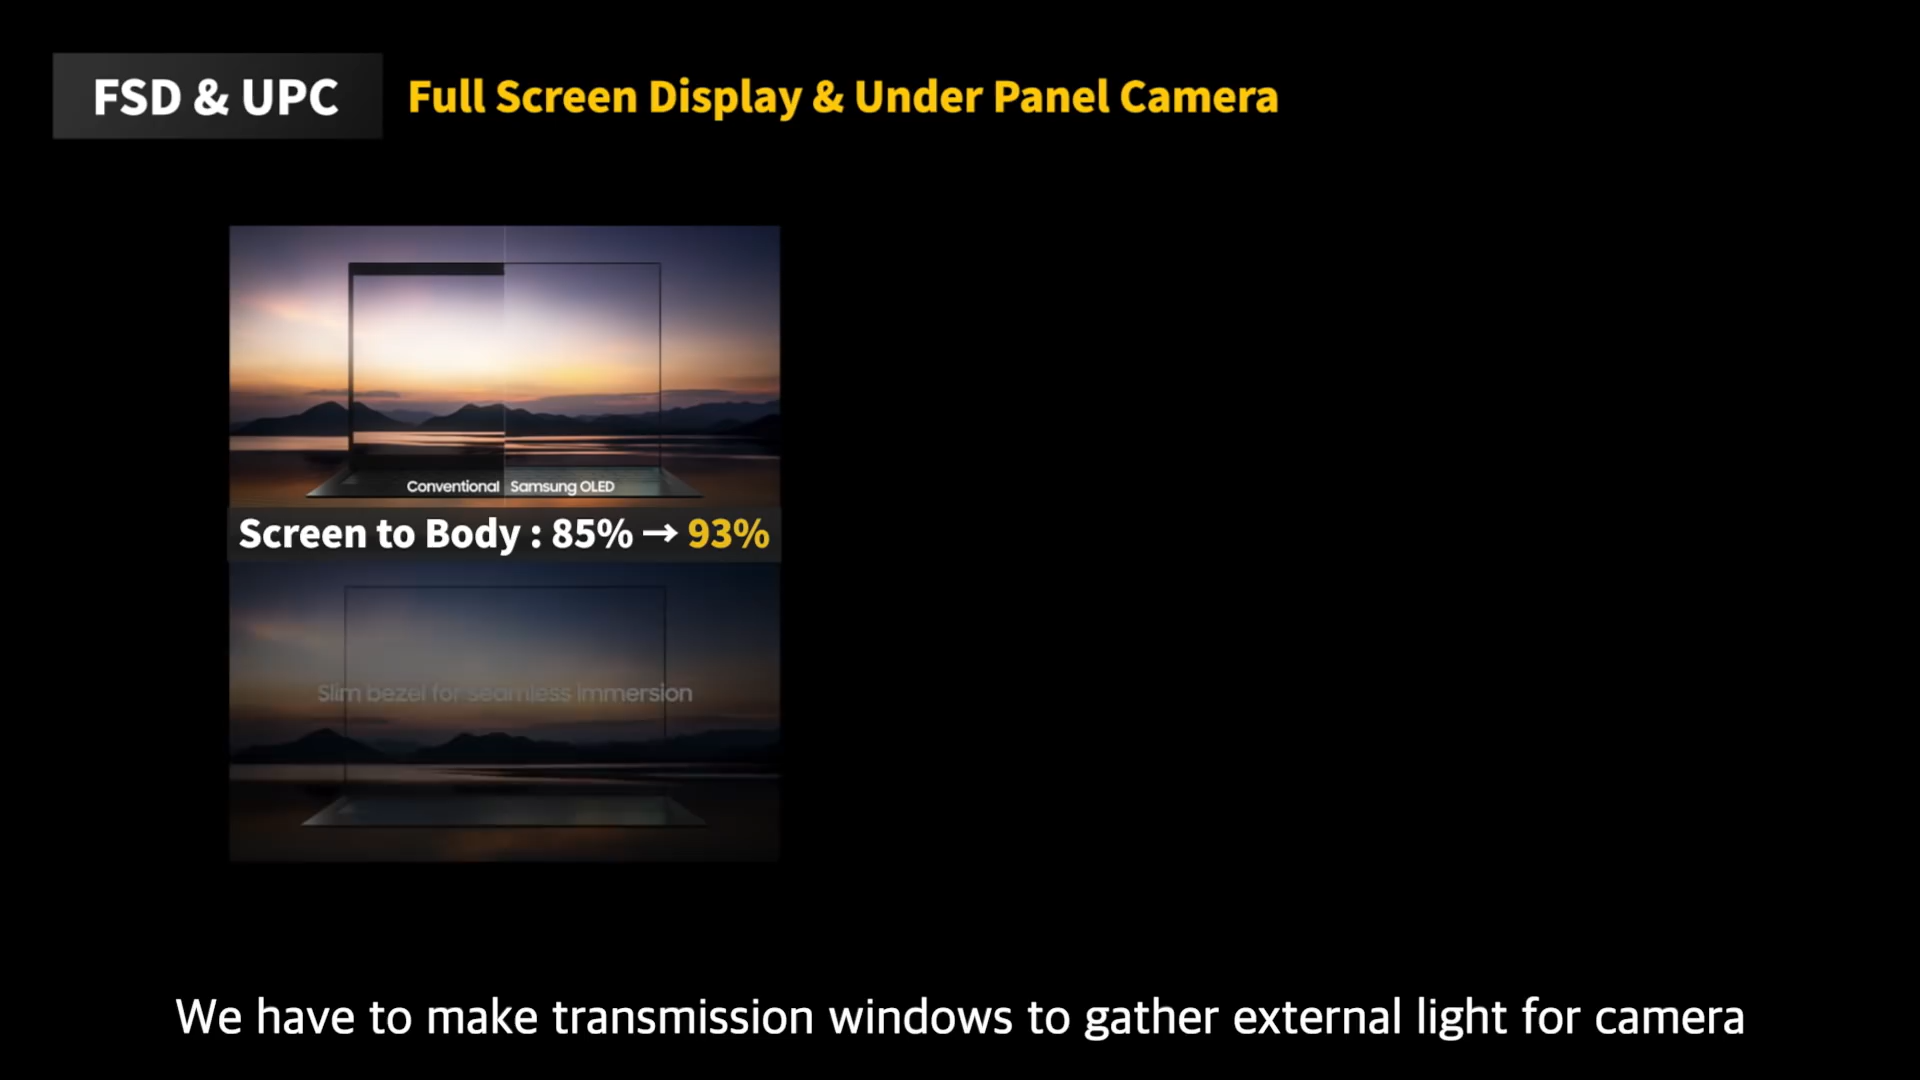 FSD & UPC
Full Screen Display & Under Panel Camera
Conventional
Samsung OLED
Screen to Body : 85% → 93%
Slim bezel for seamless immersion
We have to make transmission windows to gather external light for camera